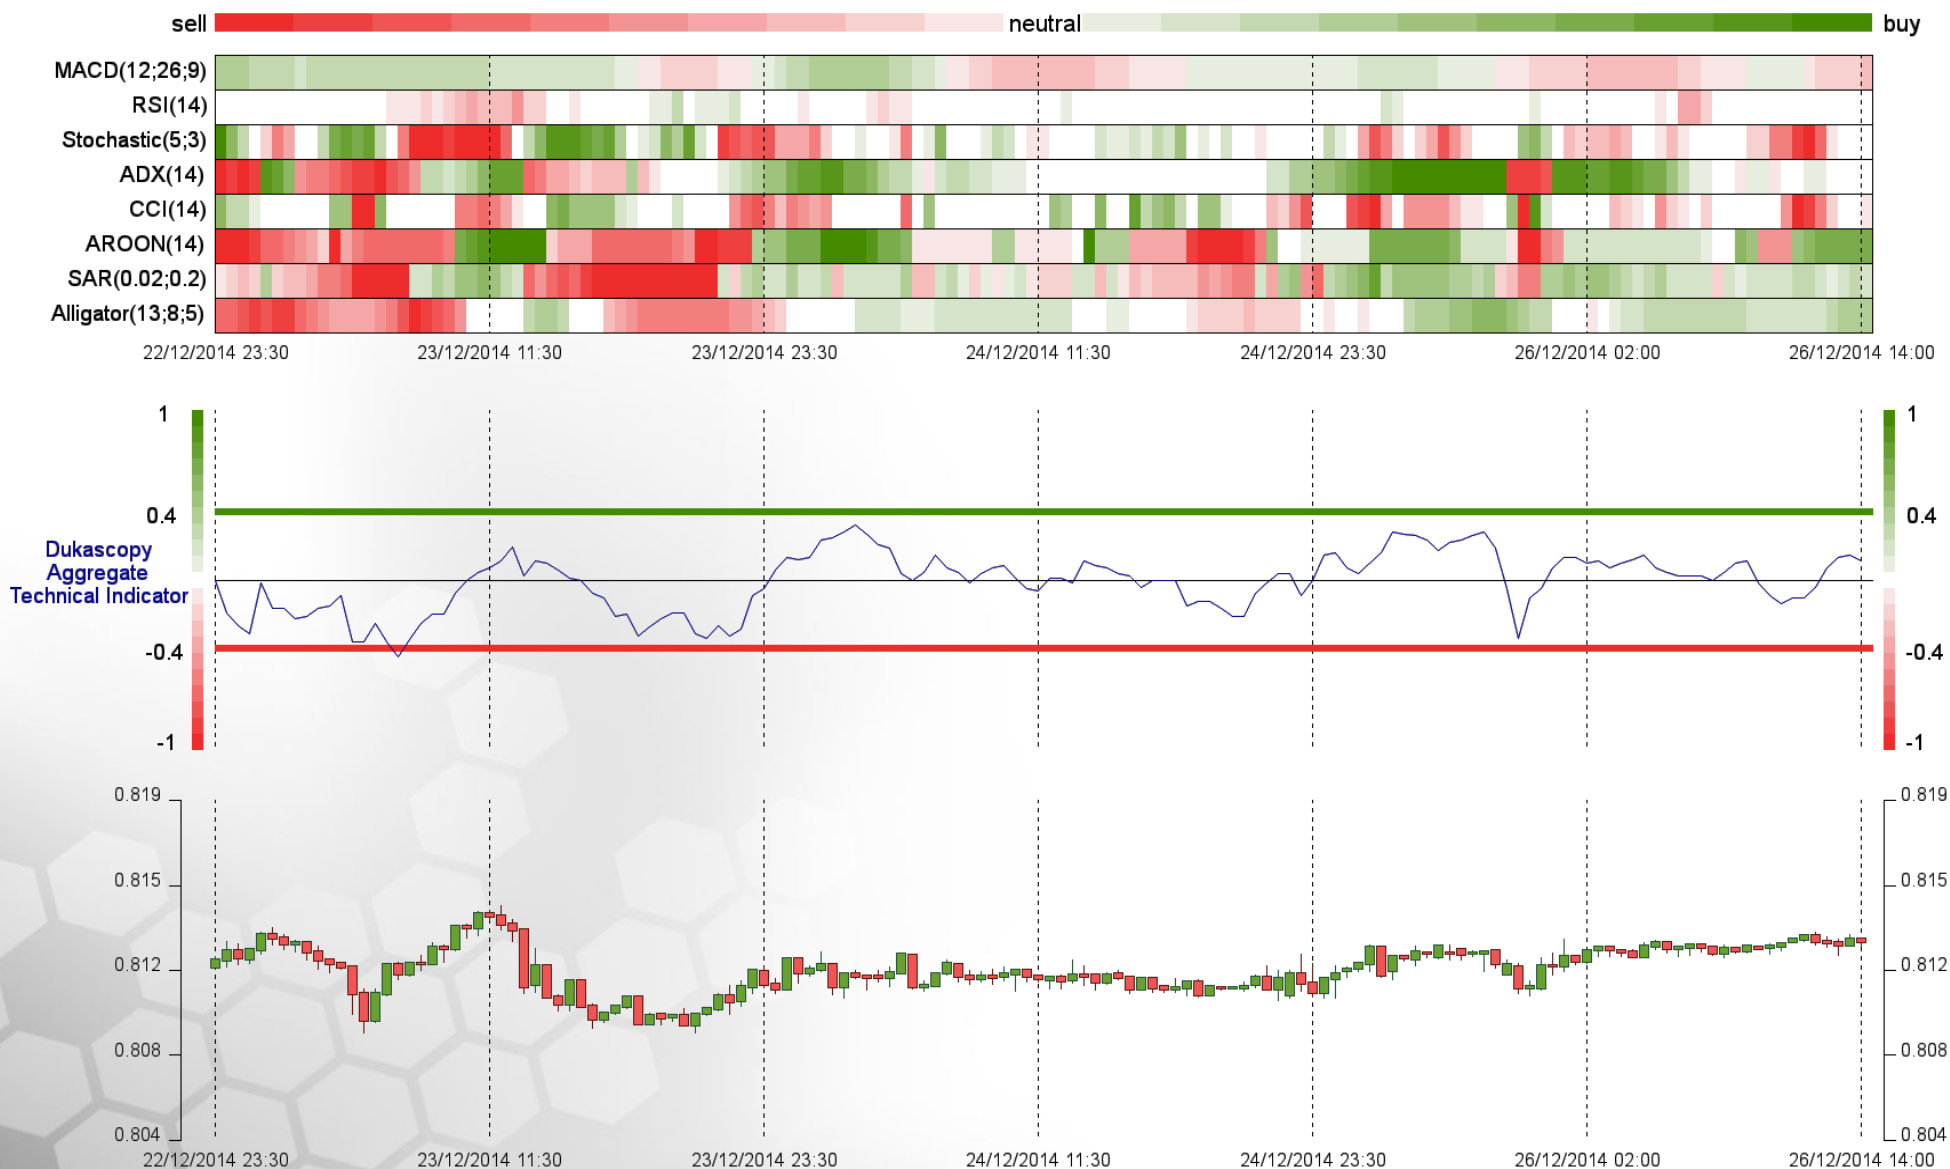 sell neutral buy
MACD(12;26;9)
RSI(14)
Stochastic(5;3)
ADX(14)
CCI(14)
AROON(14)
SAR(0.02;0.2)
Alligator(13;8;5)
22/12/2014 23:30 23/12/2014 11:30 23/12/2014 23:30 24/12/2014 11:30 24/12/2014 23:30 26/12/2014 02:00 26/12/2014 14:00
1 1
0.4 0.4
Dukascopy
Aggregate
Technical Indicator
-0.4 -0.4
-1 -1
0.819 0.819
0.815 0.815
0.812 0.812
0.808 0.808
0.804 0.804
22/12/2014 23:30 23/12/2014 11:30 23/12/2014 23:30 24/12/2014 11:30 24/12/2014 23:30 26/12/2014 02:00 26/12/2014 14:00